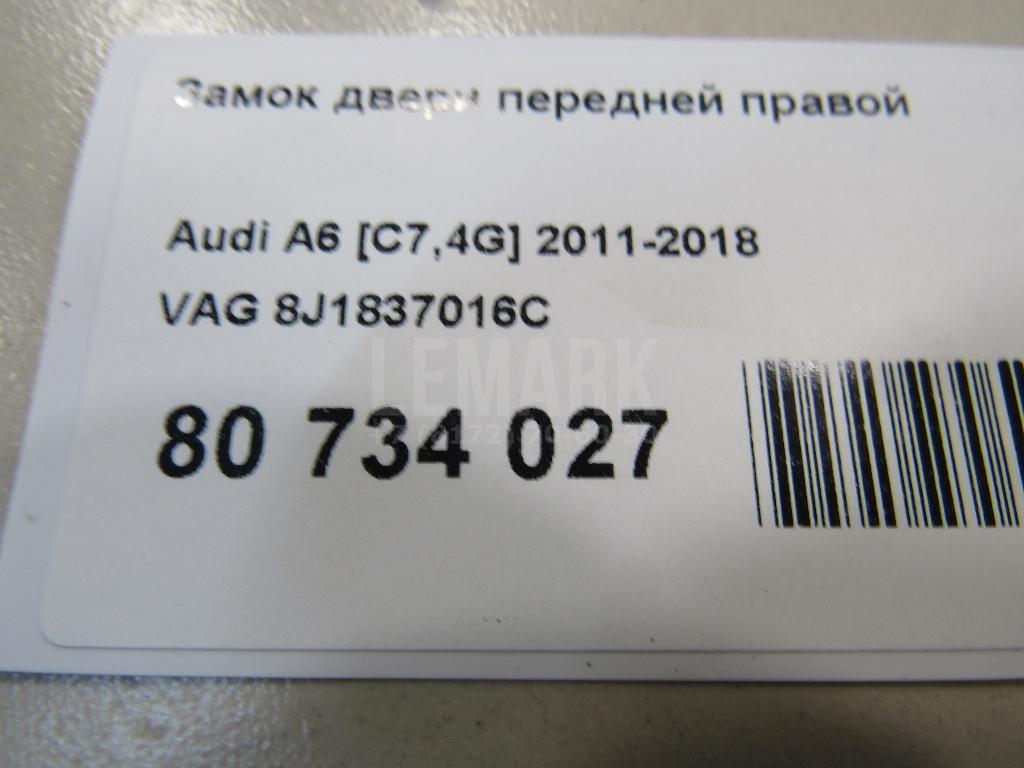 Замок двери передней правой
Audi A6 [C7,4G] 2011-2018
VAG 8J1837016C
LEMARK
80 734 027